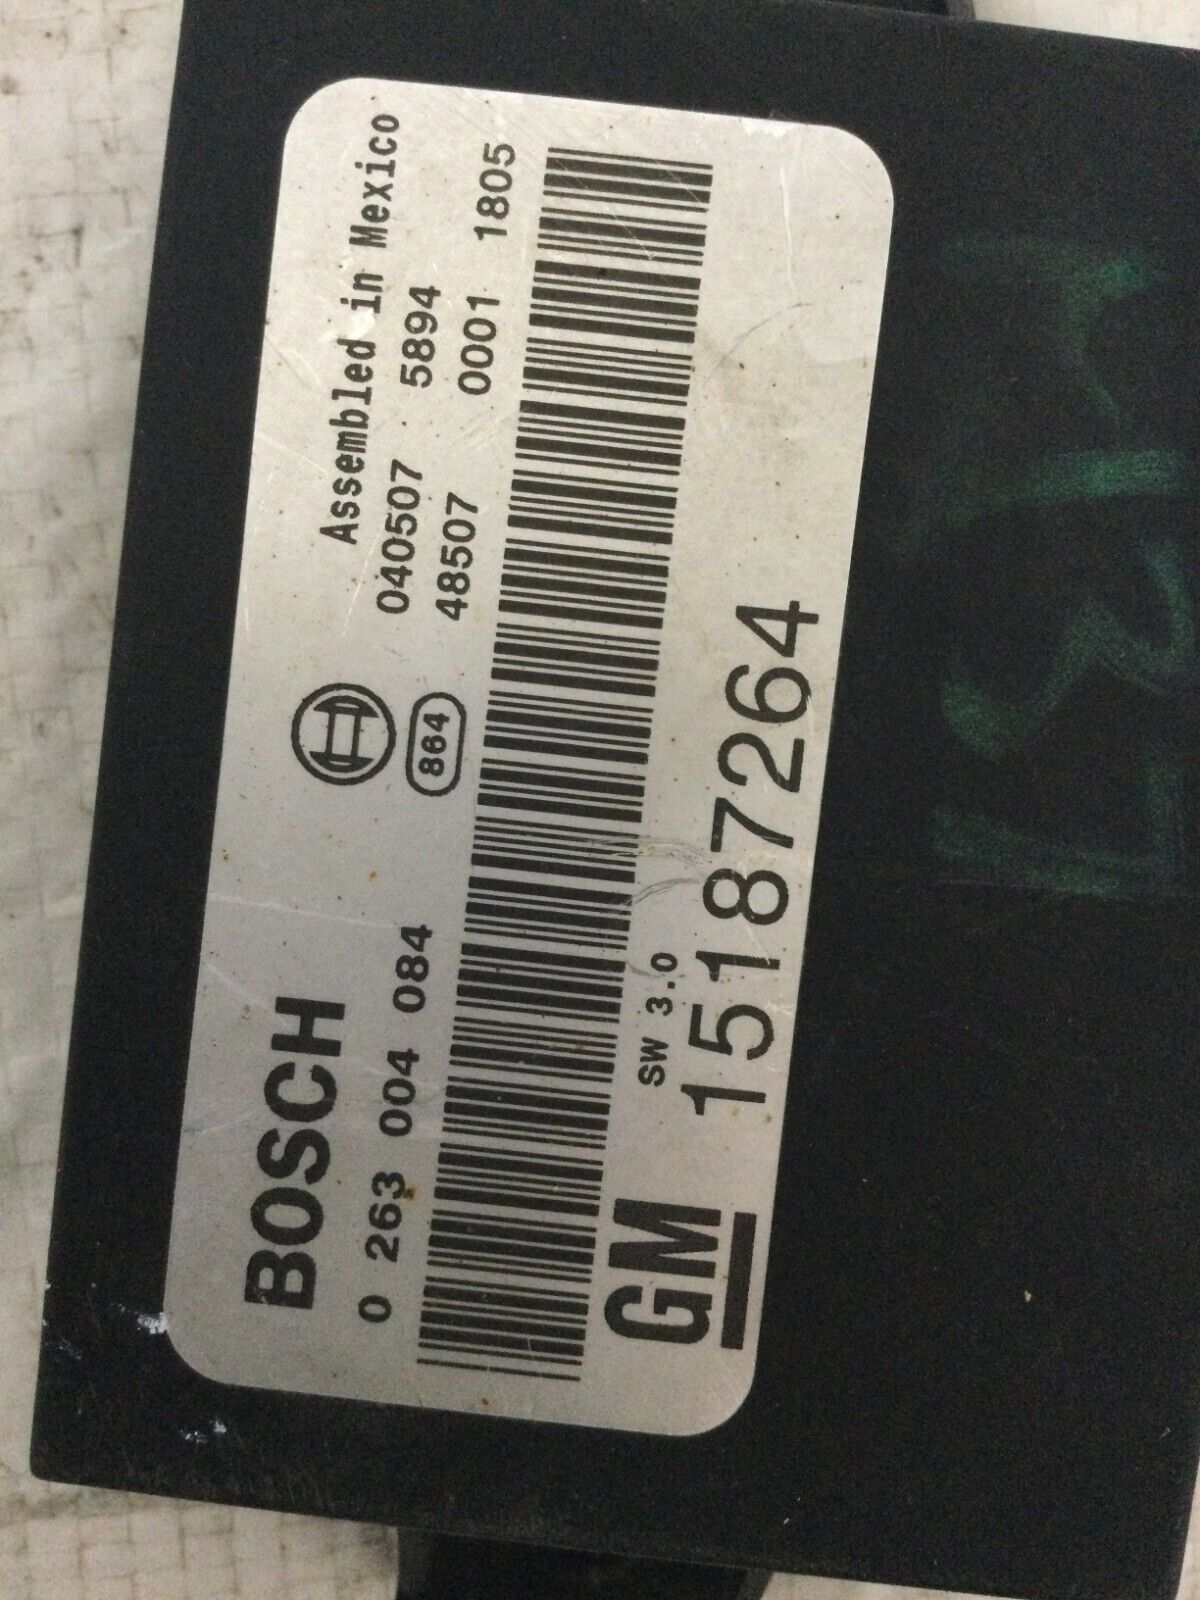 BOSCH
Assembled in Mexico
0 263 004 084
040507 5894
864
48507 0001 1805
SW 3.0
GM 15187264